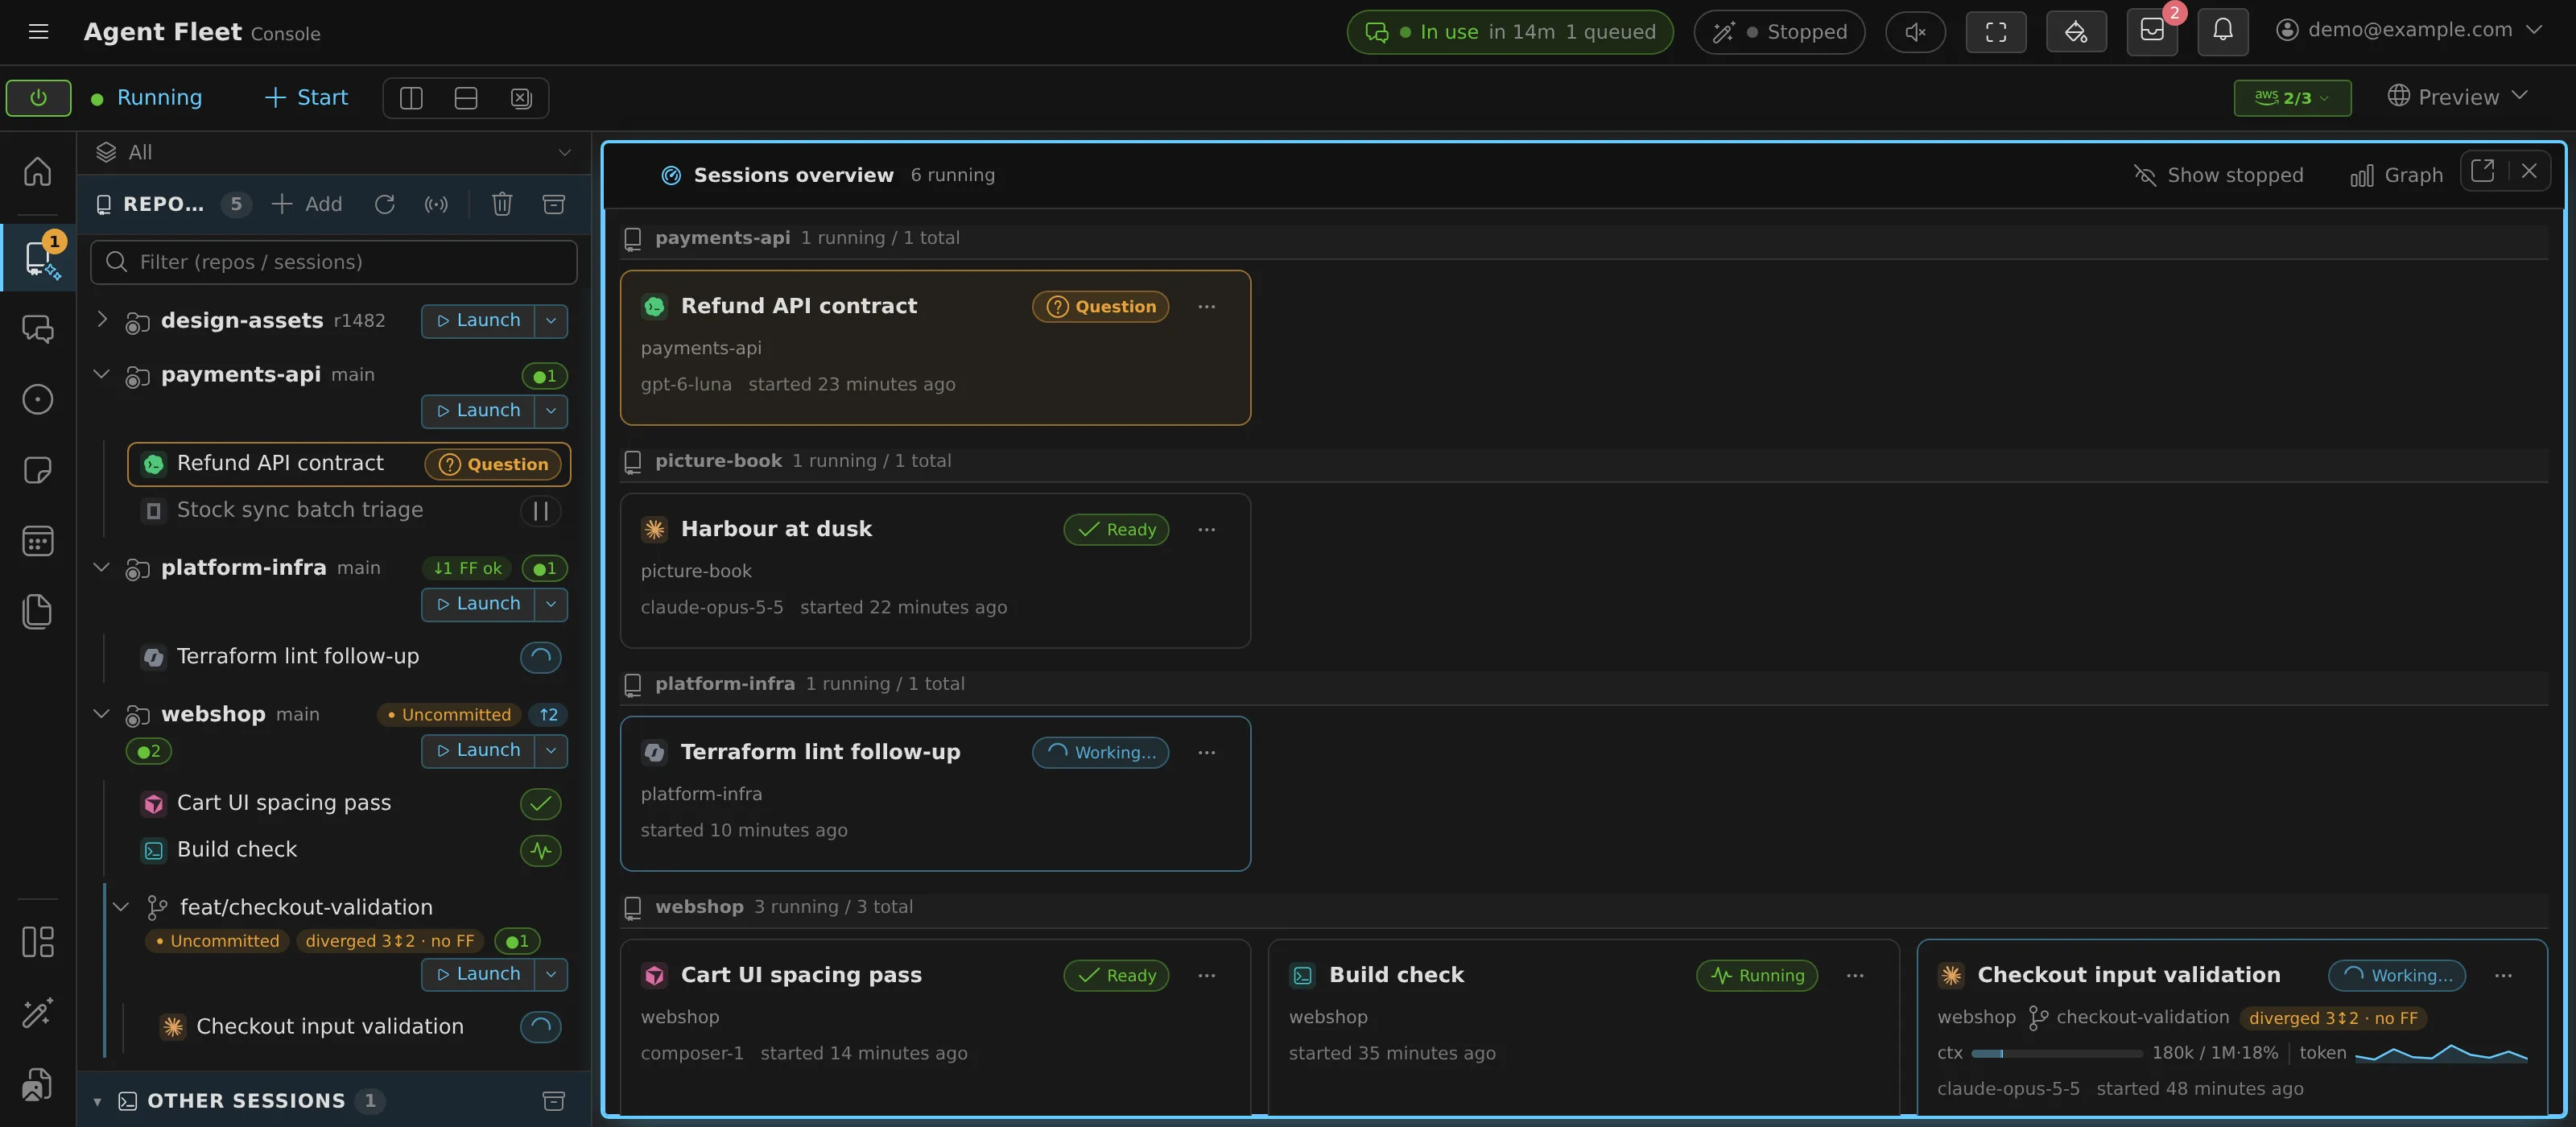 Agent Fleet Console
In use in 14m 1 queued
Stopped
2
demo@example.com
Running
Start
aws 2/3
Preview
All
REPO... 5 Add
1
Filter (repos / sessions)
design-assets r1482 Launch
payments-api main 1
Launch
Refund API contract Question
Stock sync batch triage
platform-infra main ↓1 FF ok 1
Launch
Terraform lint follow-up
webshop main • Uncommitted ↑2
2 Launch
Cart UI spacing pass
Build check
feat/checkout-validation
• Uncommitted diverged 3↕2 · no FF 1
Launch
Checkout input validation
OTHER SESSIONS 1
Sessions overview 6 running
Show stopped
Graph
payments-api 1 running / 1 total
Refund API contract Question ...
payments-api
gpt-6-luna started 23 minutes ago
picture-book 1 running / 1 total
Harbour at dusk Ready ...
picture-book
claude-opus-5-5 started 22 minutes ago
platform-infra 1 running / 1 total
Terraform lint follow-up Working... ...
platform-infra
started 10 minutes ago
webshop 3 running / 3 total
Cart UI spacing pass Ready ...
webshop
composer-1 started 14 minutes ago
Build check Running ...
webshop
started 35 minutes ago
Checkout input validation Working... ...
webshop checkout-validation diverged 3↕2 · no FF
ctx 180k / 1M·18% token
claude-opus-5-5 started 48 minutes ago